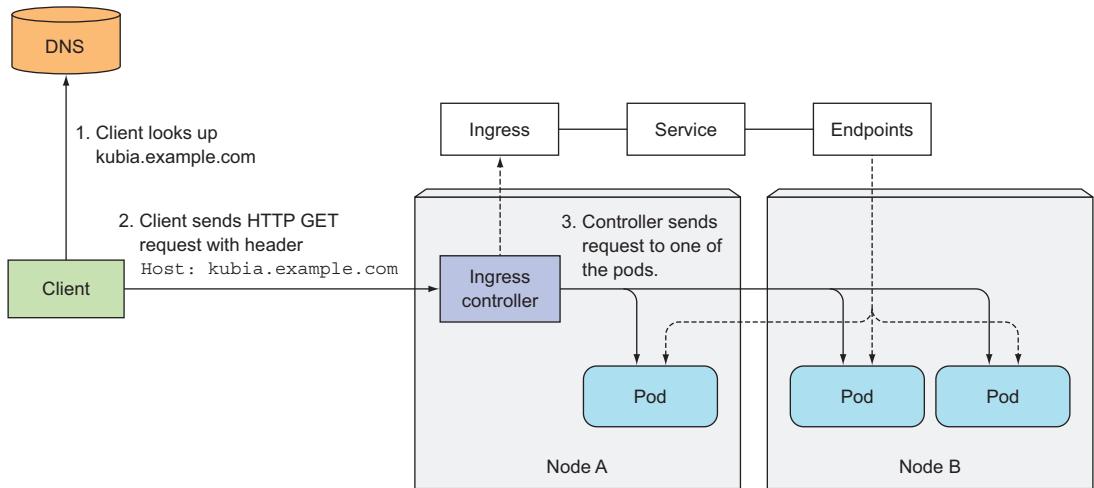 DNS
1. Client looks up
kubia.example.com
Ingress
Service
Endpoints
2. Client sends HTTP GET
request with header
Host: kubia.example.com
3. Controller sends
request to one of
the pods.
Client
Ingress
controller
Pod
Pod
Pod
Node A
Node B